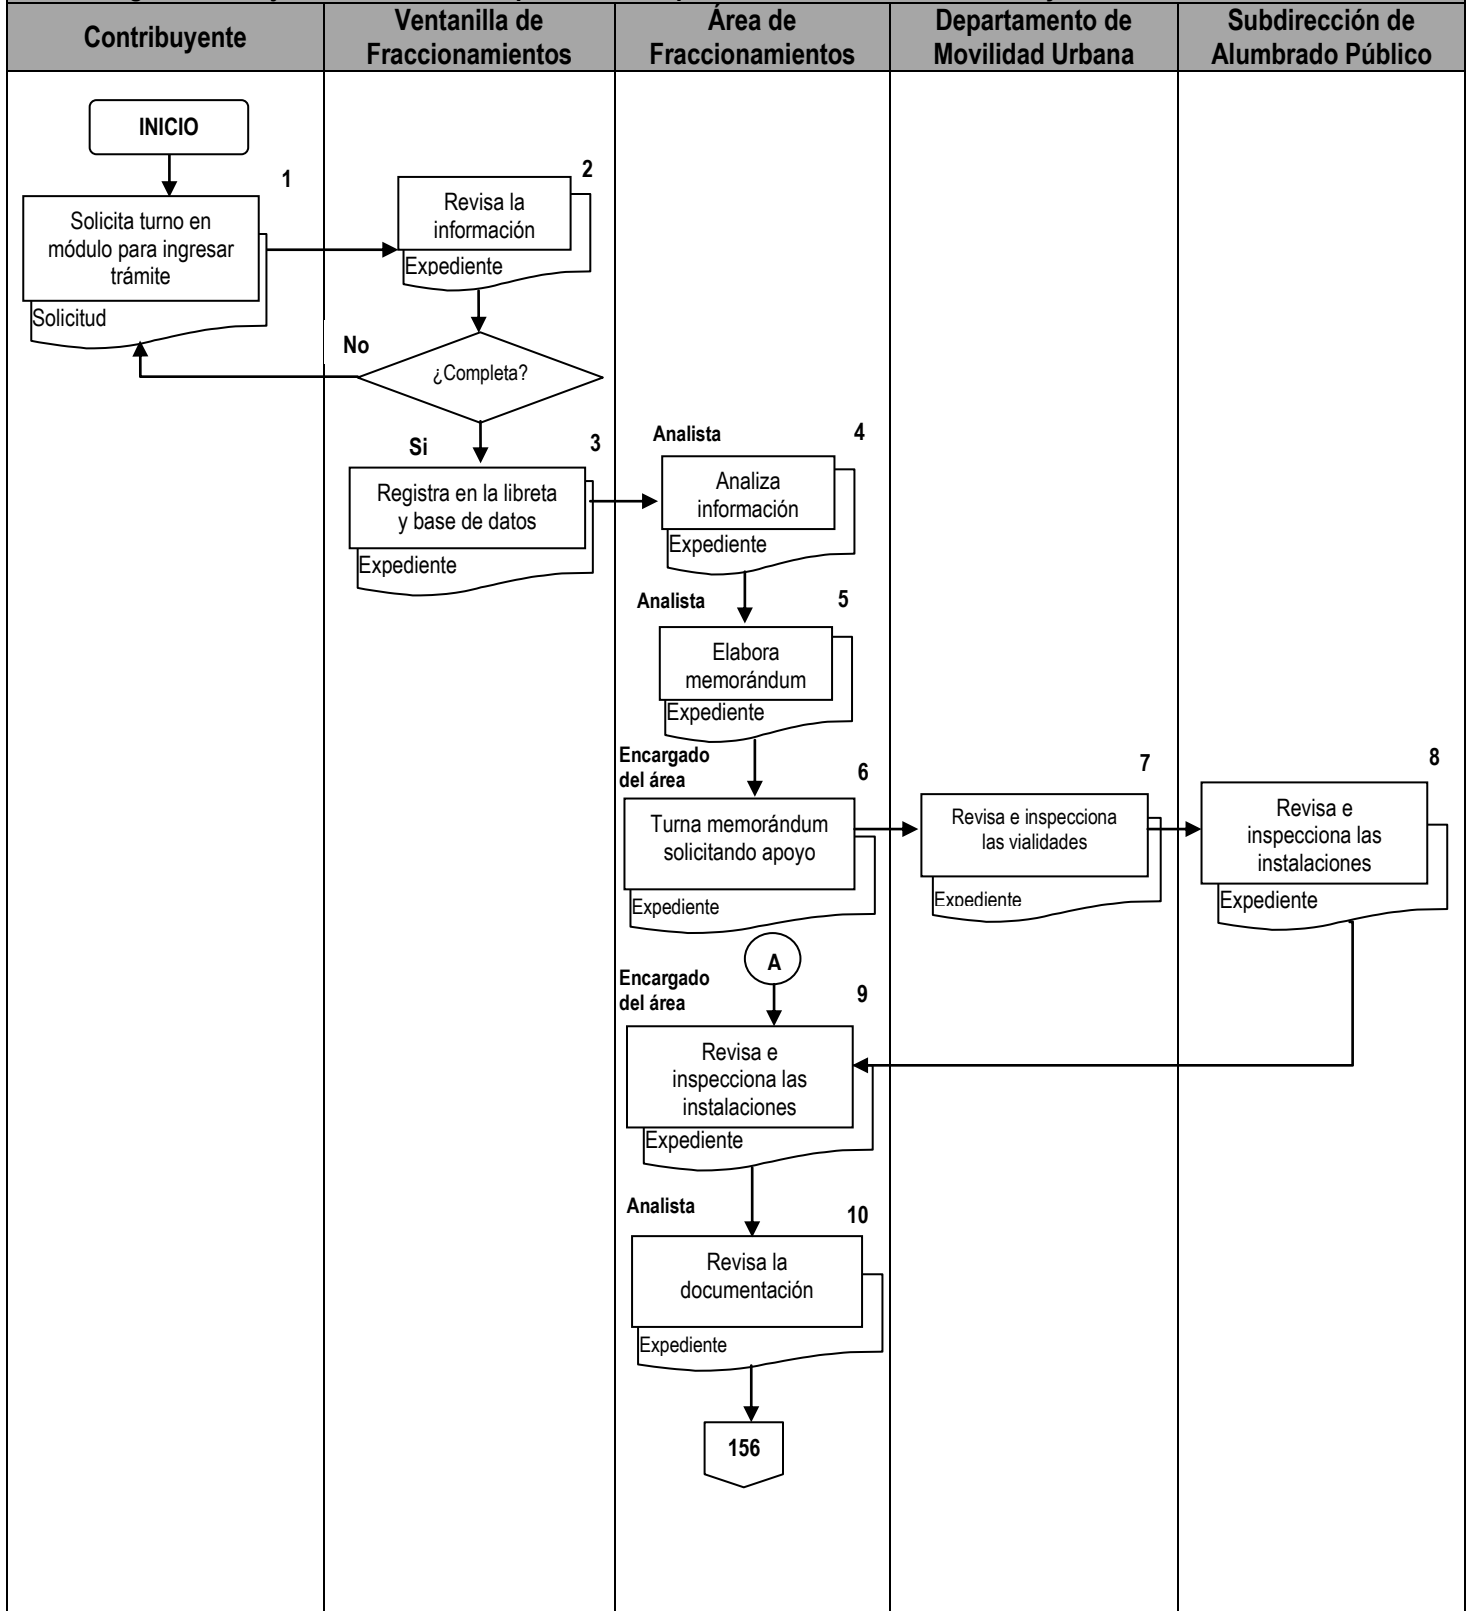 Contribuyente
Ventanilla de
Fraccionamientos
Área de
Fraccionamientos
Departamento de
Movilidad Urbana
Subdirección de
Alumbrado Público
INICIO
1
Solicita turno en
módulo para ingresar
trámite
Solicitud
2
Revisa la
información
Expediente
No
¿Completa?
Si
3
Registra en la libreta
y base de datos
Expediente
Analista
4
Analiza
información
Expediente
Analista
5
Elabora
memorándum
Expediente
Encargado
del área
6
Turna memorándum
solicitando apoyo
Expediente
7
Revisa e inspecciona
las vialidades
Expediente
8
Revisa e
inspecciona las
instalaciones
Expediente
A
Encargado
del área
9
Revisa e
inspecciona las
instalaciones
Expediente
Analista
10
Revisa la
documentación
Expediente
156